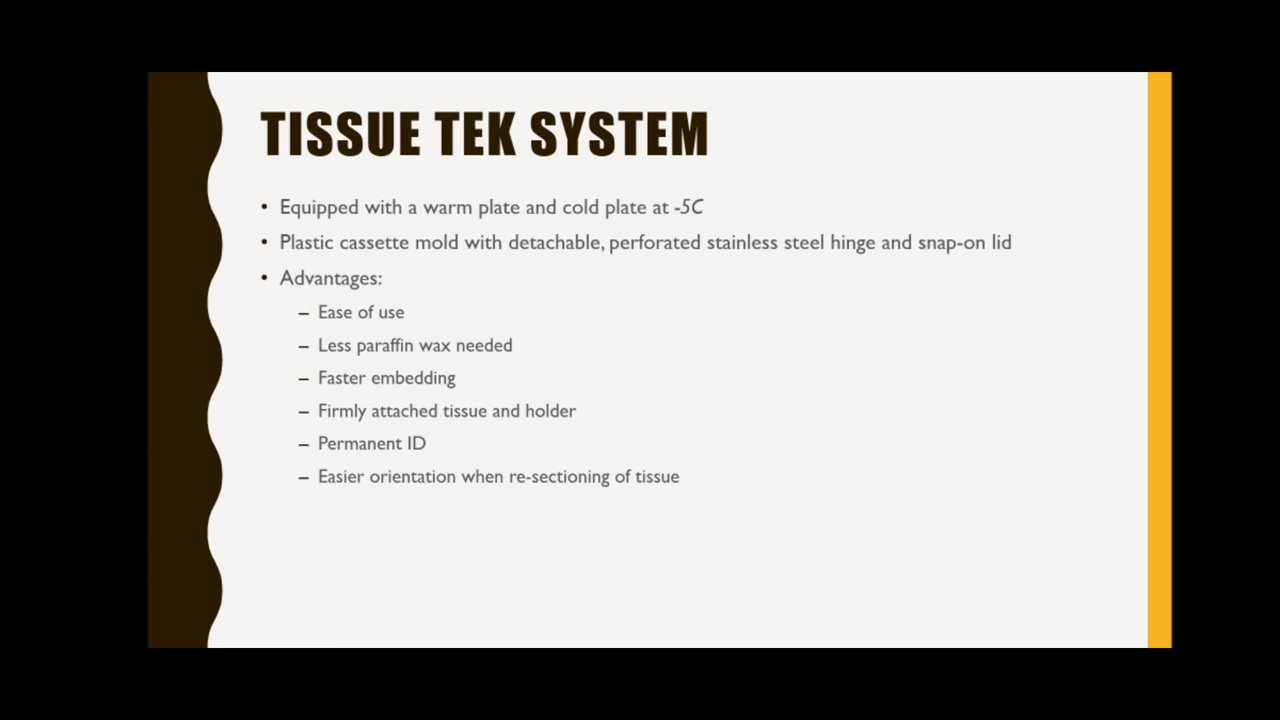 TISSUE TEK SYSTEM
• Equipped with a warm plate and cold plate at -5C
• Plastic cassette mold with detachable, perforated stainless steel hinge and snap-on lid
• Advantages:
– Ease of use
– Less paraffin wax needed
– Faster embedding
– Firmly attached tissue and holder
– Permanent ID
– Easier orientation when re-sectioning of tissue